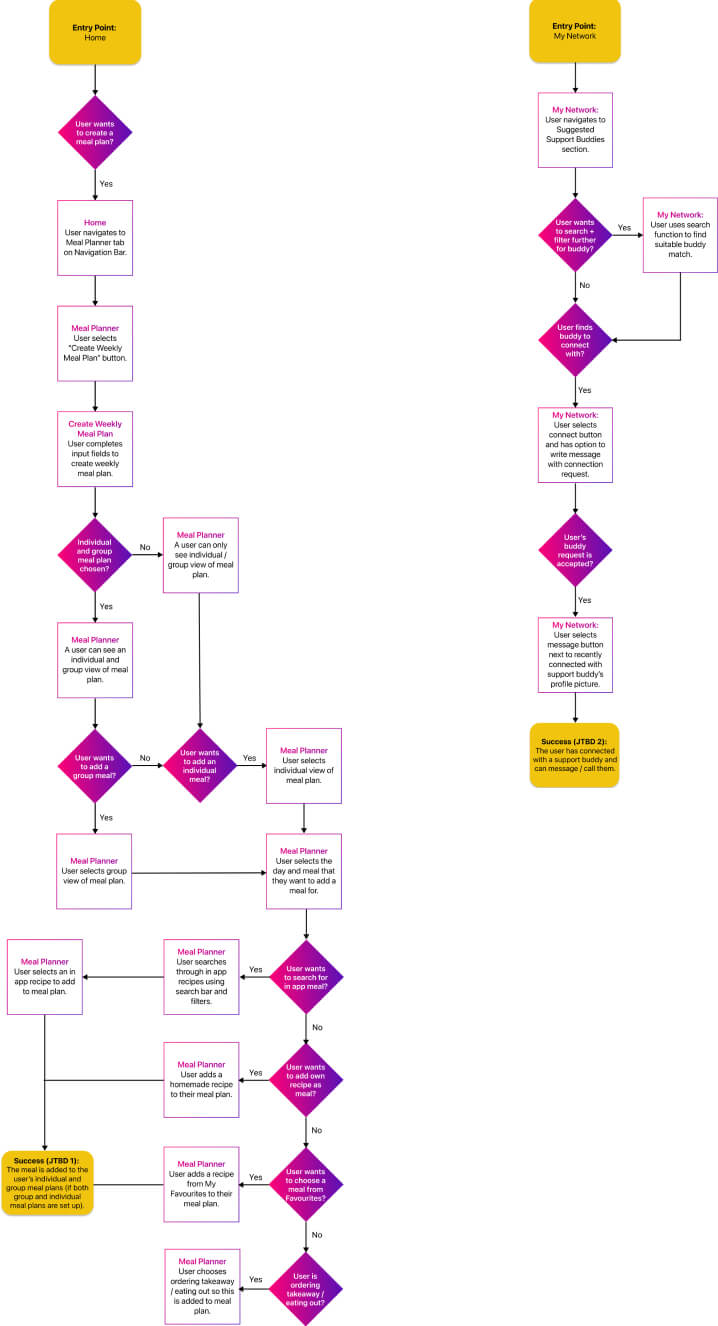 Entry Point:
Home
User wants
to create a
meal plan?
Yes
Home
User navigates to
Meal Planner tab
on Navigation Bar.
Meal Planner
User selects
"Create Weekly
Meal Plan" button.
Create Weekly
Meal Plan
User completes
input fields to
create weekly
meal plan.
Individual
and group
meal plan
chosen?
No
Meal Planner
A user can only
see individual /
group view of meal
plan.
Yes
Meal Planner
A user can see an
individual and
group view of meal
plan.
User wants
to add a
group meal?
No
User wants
to add an
individual
meal?
Yes
Meal Planner
User selects
individual view of
meal plan.
Yes
Meal Planner
User selects group
view of meal plan.
Meal Planner
User selects the
day and meal that
they want to add a
meal for.
User wants
to search for
in app meal?
Yes
Meal Planner
User searches
through in app
recipes using
search bar and
filters.
Meal Planner
User selects an in
app recipe to add
to meal plan.
No
User wants
to add own
recipe as
meal?
Yes
Meal Planner
User adds a
homemade recipe
to their meal plan.
No
User wants
to choose a
meal from
Favourites?
Yes
Meal Planner
User adds a recipe
from My
Favourites to their
meal plan.
Success (JTBD 1):
The meal is added to the
user's individual and
group meal plans (if both
group and individual
meal plans are set up).
No
User is
ordering
takeaway /
eating out?
Yes
Meal Planner
User chooses
ordering takeaway
/ eating out so this
is added to meal
plan.
Entry Point:
My Network
My Network:
User navigates to
Suggested
Support Buddies
section.
User wants
to search +
filter further
for buddy?
Yes
My Network:
User uses search
function to find
suitable buddy
match.
No
User finds
buddy to
connect
with?
Yes
My Network:
User selects
connect button
and has option to
write message
with connection
request.
User's
buddy
request is
accepted?
Yes
My Network:
User selects
message button
next to recently
connected with
support buddy's
profile picture.
Success (JTBD 2):
The user has connected
with a support buddy and
can message / call them.